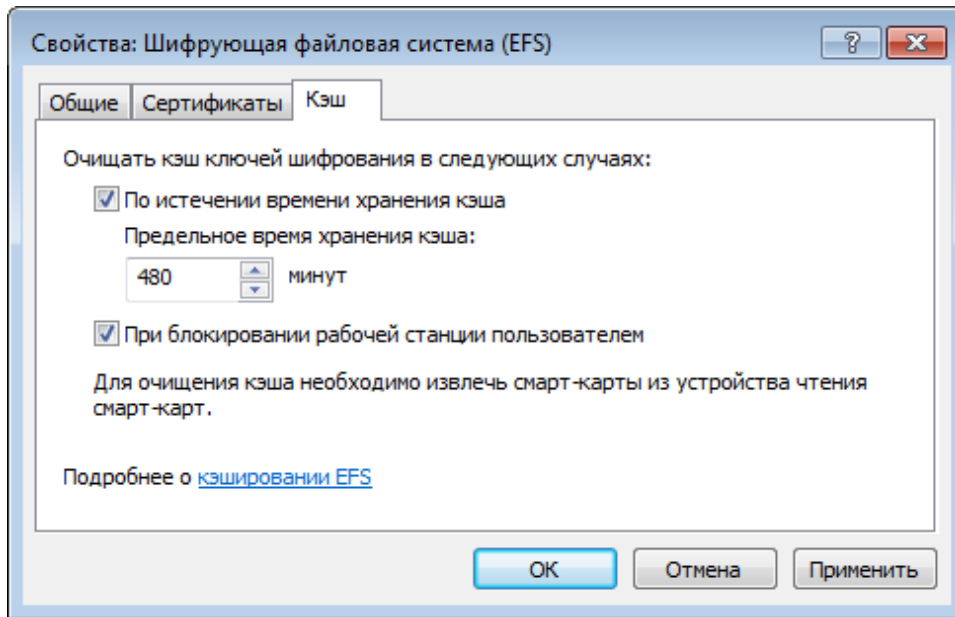 Свойства: Шифрующая файловая система (EFS)
Общие Сертификаты Кэш
Очищать кэш ключей шифрования в следующих случаях:
По истечении времени хранения кэша
Предельное время хранения кэша:
480 минут
При блокировании рабочей станции пользователем
Для очищения кэша необходимо извлечь смарт-карты из устройства чтения
смарт-карт.
Подробнее о кэшировании EFS
ОК Отмена Применить